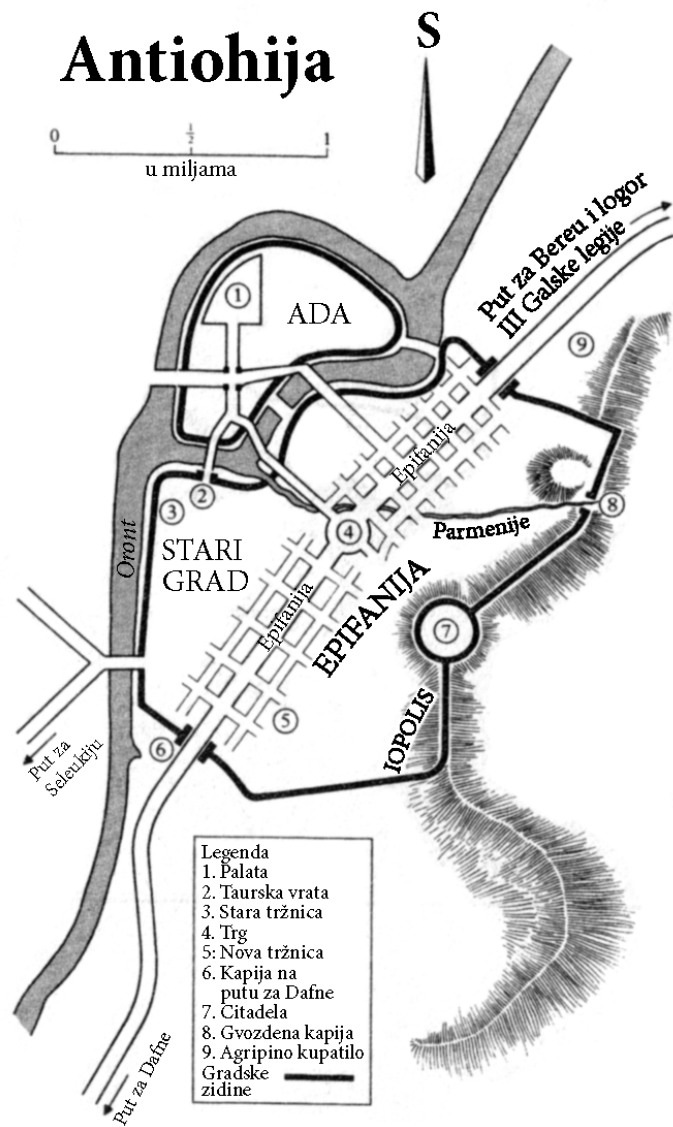 Antiohija
S
0 ½ 1
u miljama
Put za Bereu i logor
III Galske legije
1
ADA
9
Epifanija
3
2
8
Parmenije
4
Oront
STARI
GRAD
Epifanija
EPIFANIJA
7
5
IOPOLIS
6
Put za
Seleukiju
Put za Dafne
Legenda
1. Palata
2. Taurska vrata
3. Stara tržnica
4. Trg
5: Nova tržnica
6. Kapija na
putu za Dafne
7. Citadela
8. Gvozdena kapija
9. Agripino kupatilo
Gradske
zidine